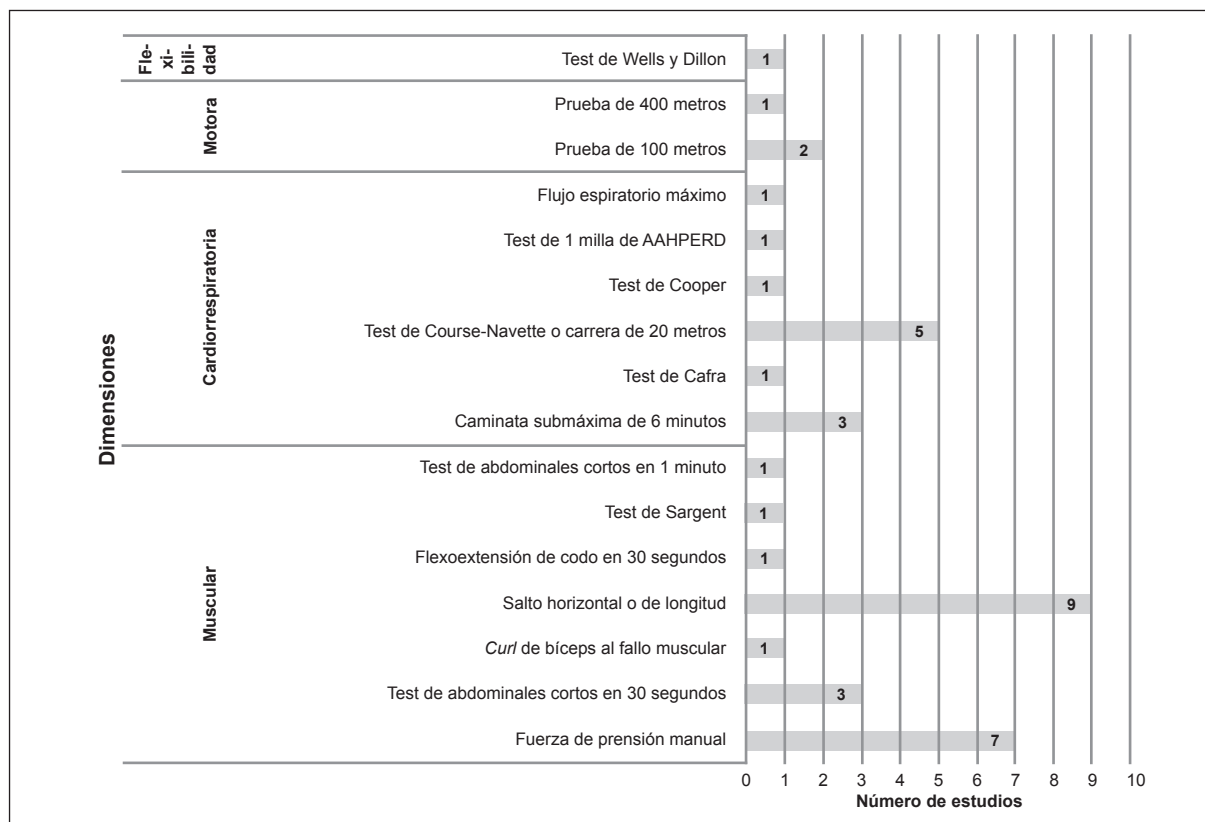 Dimensiones
Fle-
xi-
bili-
dad
Test de Wells y Dillon
1
Motora
Prueba de 400 metros
1
Prueba de 100 metros
2
Cardiorrespiratoria
Flujo espiratorio máximo
1
Test de 1 milla de AAHPERD
1
Test de Cooper
1
Test de Course-Navette o carrera de 20 metros
5
Test de Cafra
1
Caminata submáxima de 6 minutos
3
Muscular
Test de abdominales cortos en 1 minuto
1
Test de Sargent
1
Flexoextensión de codo en 30 segundos
1
Salto horizontal o de longitud
9
Curl de bíceps al fallo muscular
1
Test de abdominales cortos en 30 segundos
3
Fuerza de prensión manual
7
0 1 2 3 4 5 6 7 8 9 10
Número de estudios